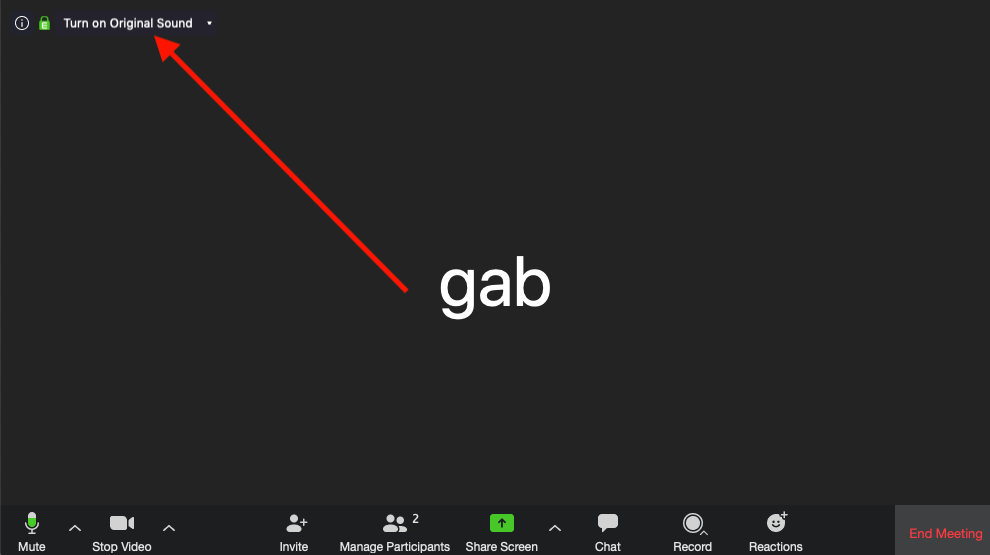 Turn on Original Sound
gab
2
Mute
Stop Video
Invite
Manage Participants
Share Screen
Chat
Record
Reactions
End Meeting